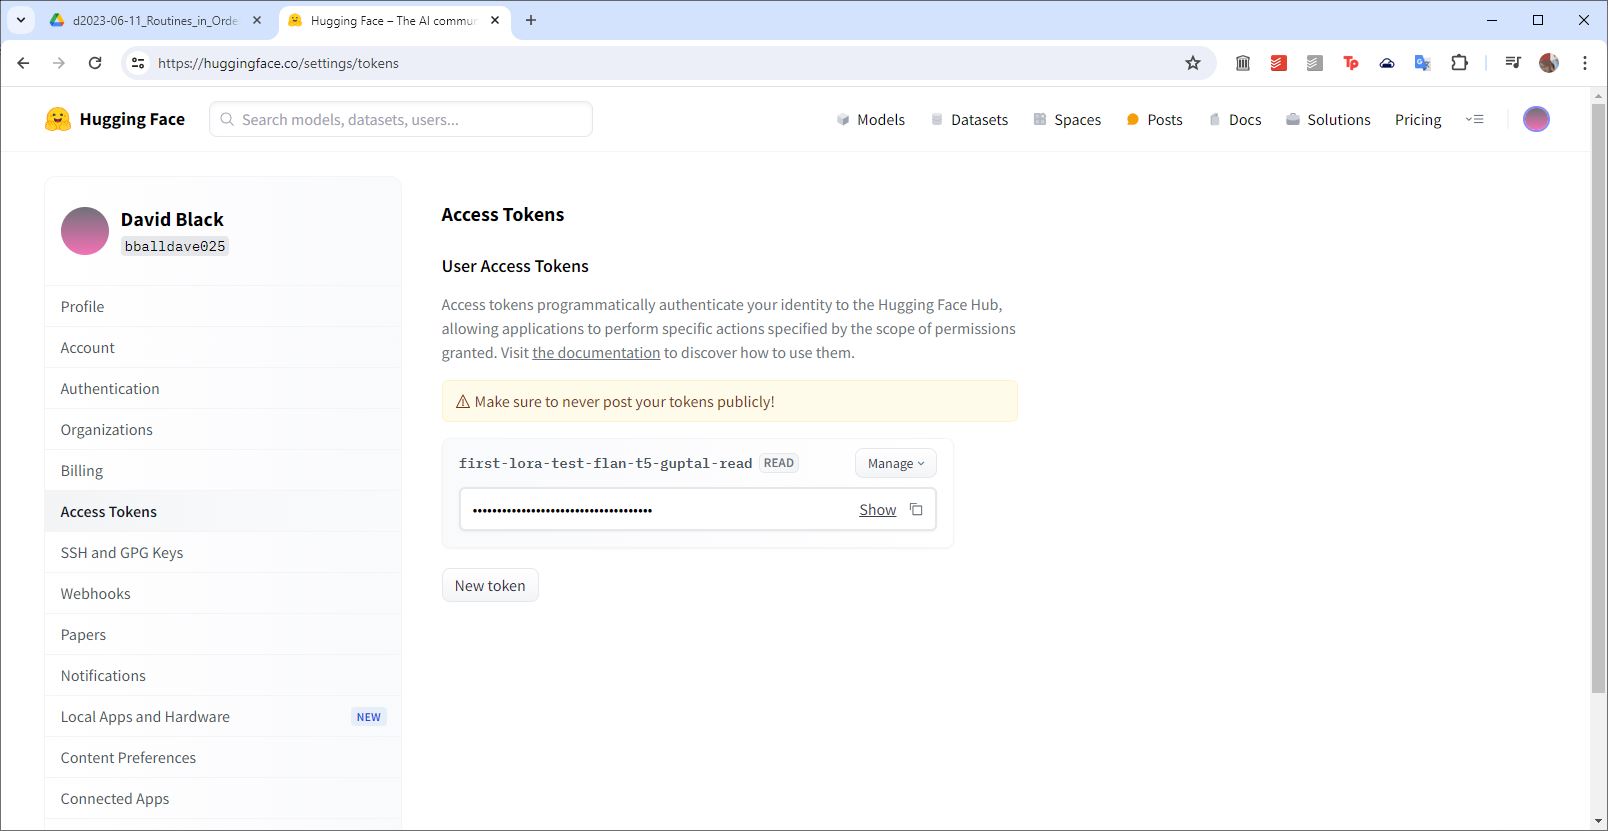 d2023-06-11_Routines_in_Orde
Hugging Face – The AI commun
https://huggingface.co/settings/tokens
Hugging Face
Search models, datasets, users...
Models
Datasets
Spaces
Posts
Docs
Solutions
Pricing
David Black
bballdave025
Profile
Account
Authentication
Organizations
Billing
Access Tokens
SSH and GPG Keys
Webhooks
Papers
Notifications
Local Apps and Hardware NEW
Content Preferences
Connected Apps
Access Tokens
User Access Tokens
Access tokens programmatically authenticate your identity to the Hugging Face Hub,
allowing applications to perform specific actions specified by the scope of permissions
granted. Visit the documentation to discover how to use them.
⚠ Make sure to never post your tokens publicly!
first-lora-test-flan-t5-guptal-read READ
Manage
•••••••••••••••••••••••••••••••••••••
Show
New token